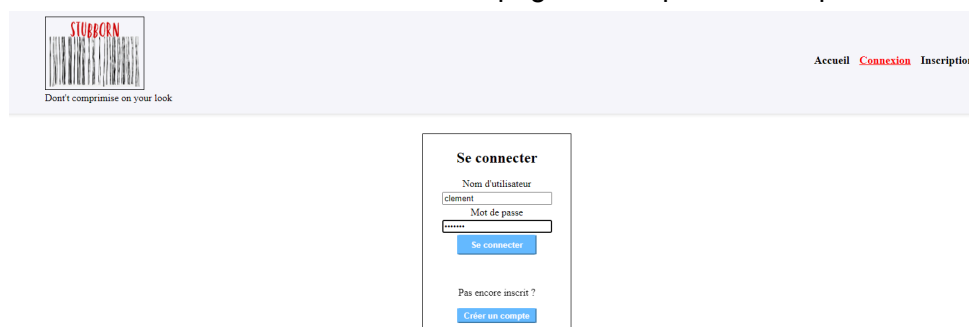 STUBBORN
Dont't comprimise on your look
Accueil Connexion Inscription
Se connecter
Nom d'utilisateur
clement
Mot de passe
•••••••
Se connecter
Pas encore inscrit ?
Créer un compte